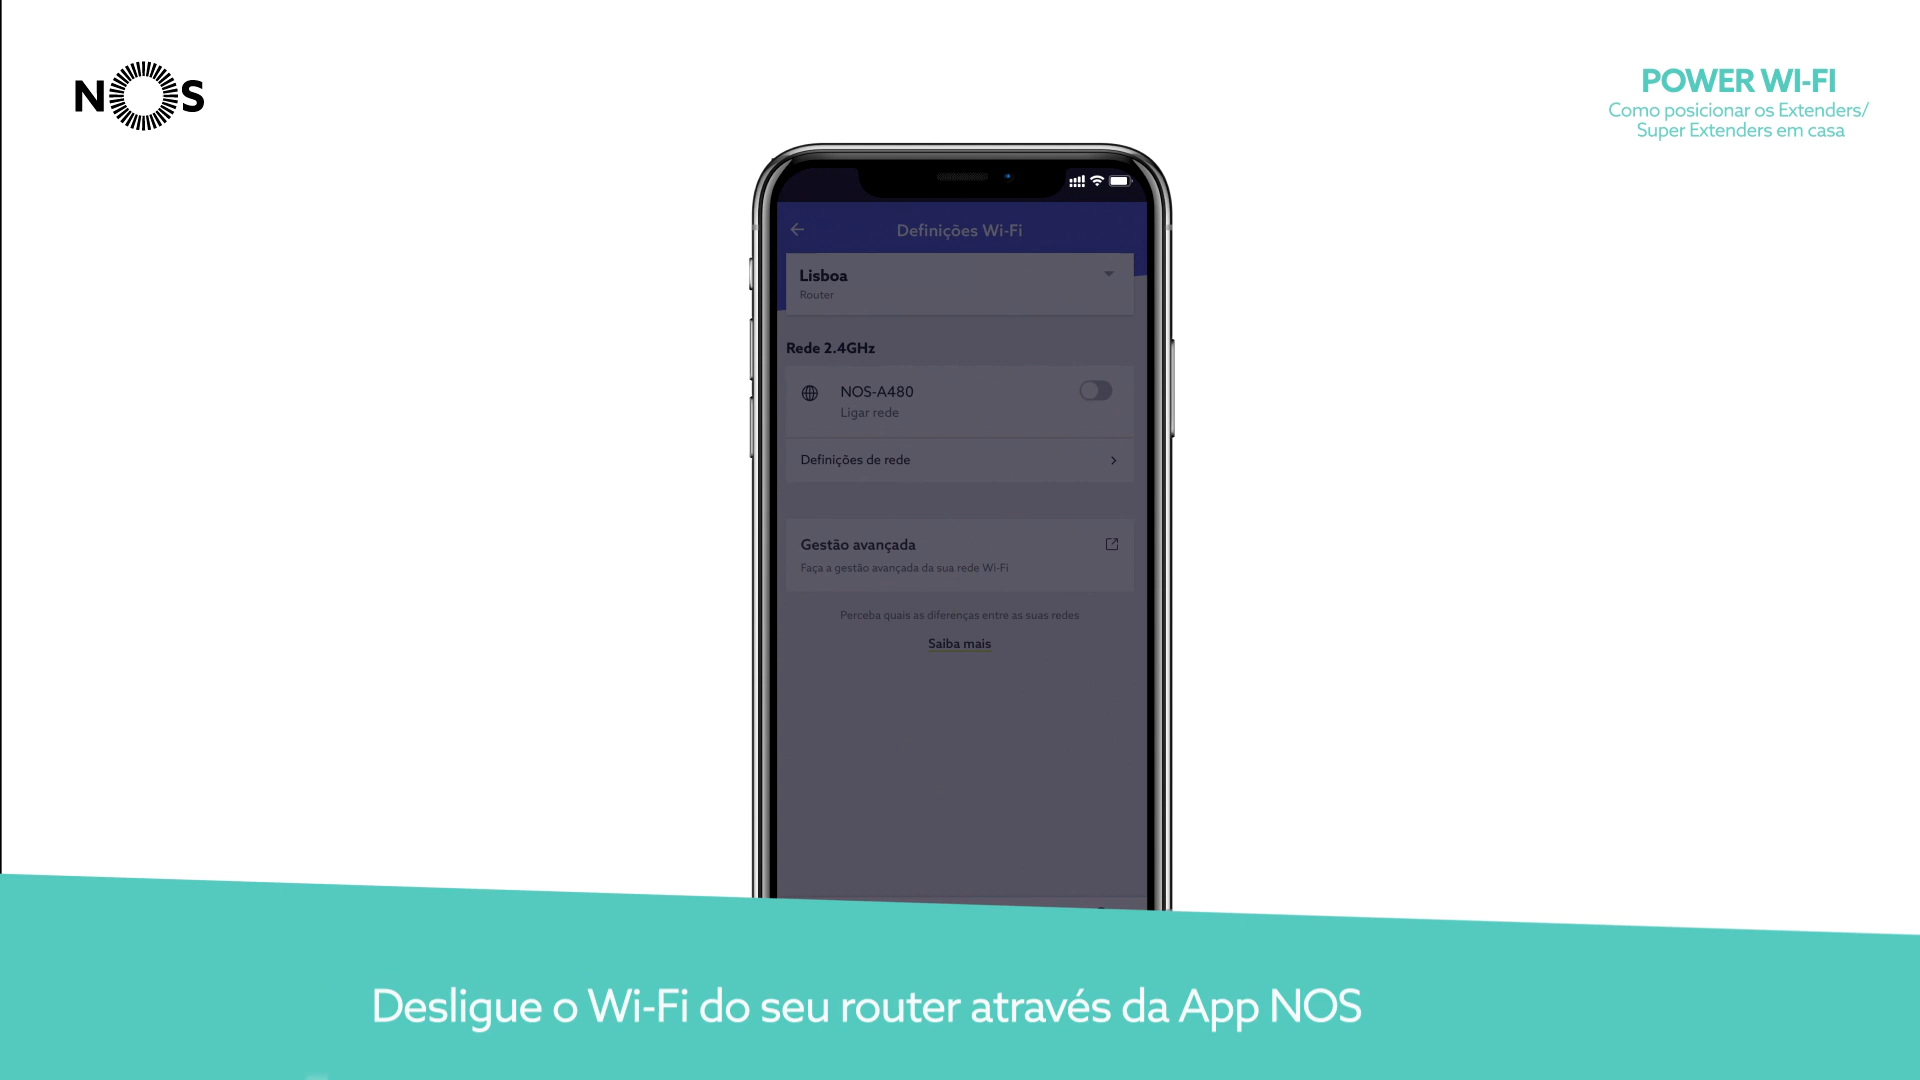 NOS
POWER WI-FI
Como posicionar os Extenders/
Super Extenders em casa
Definições Wi-Fi
Lisboa
Router
Rede 2.4GHz
NOS-A480
Ligar rede
Definições de rede
Gestão avançada
Faça a gestão avançada da sua rede Wi-Fi
Perceba quais as diferenças entre as suas redes
Saiba mais
Desligue o Wi-Fi do seu router através da App NOS